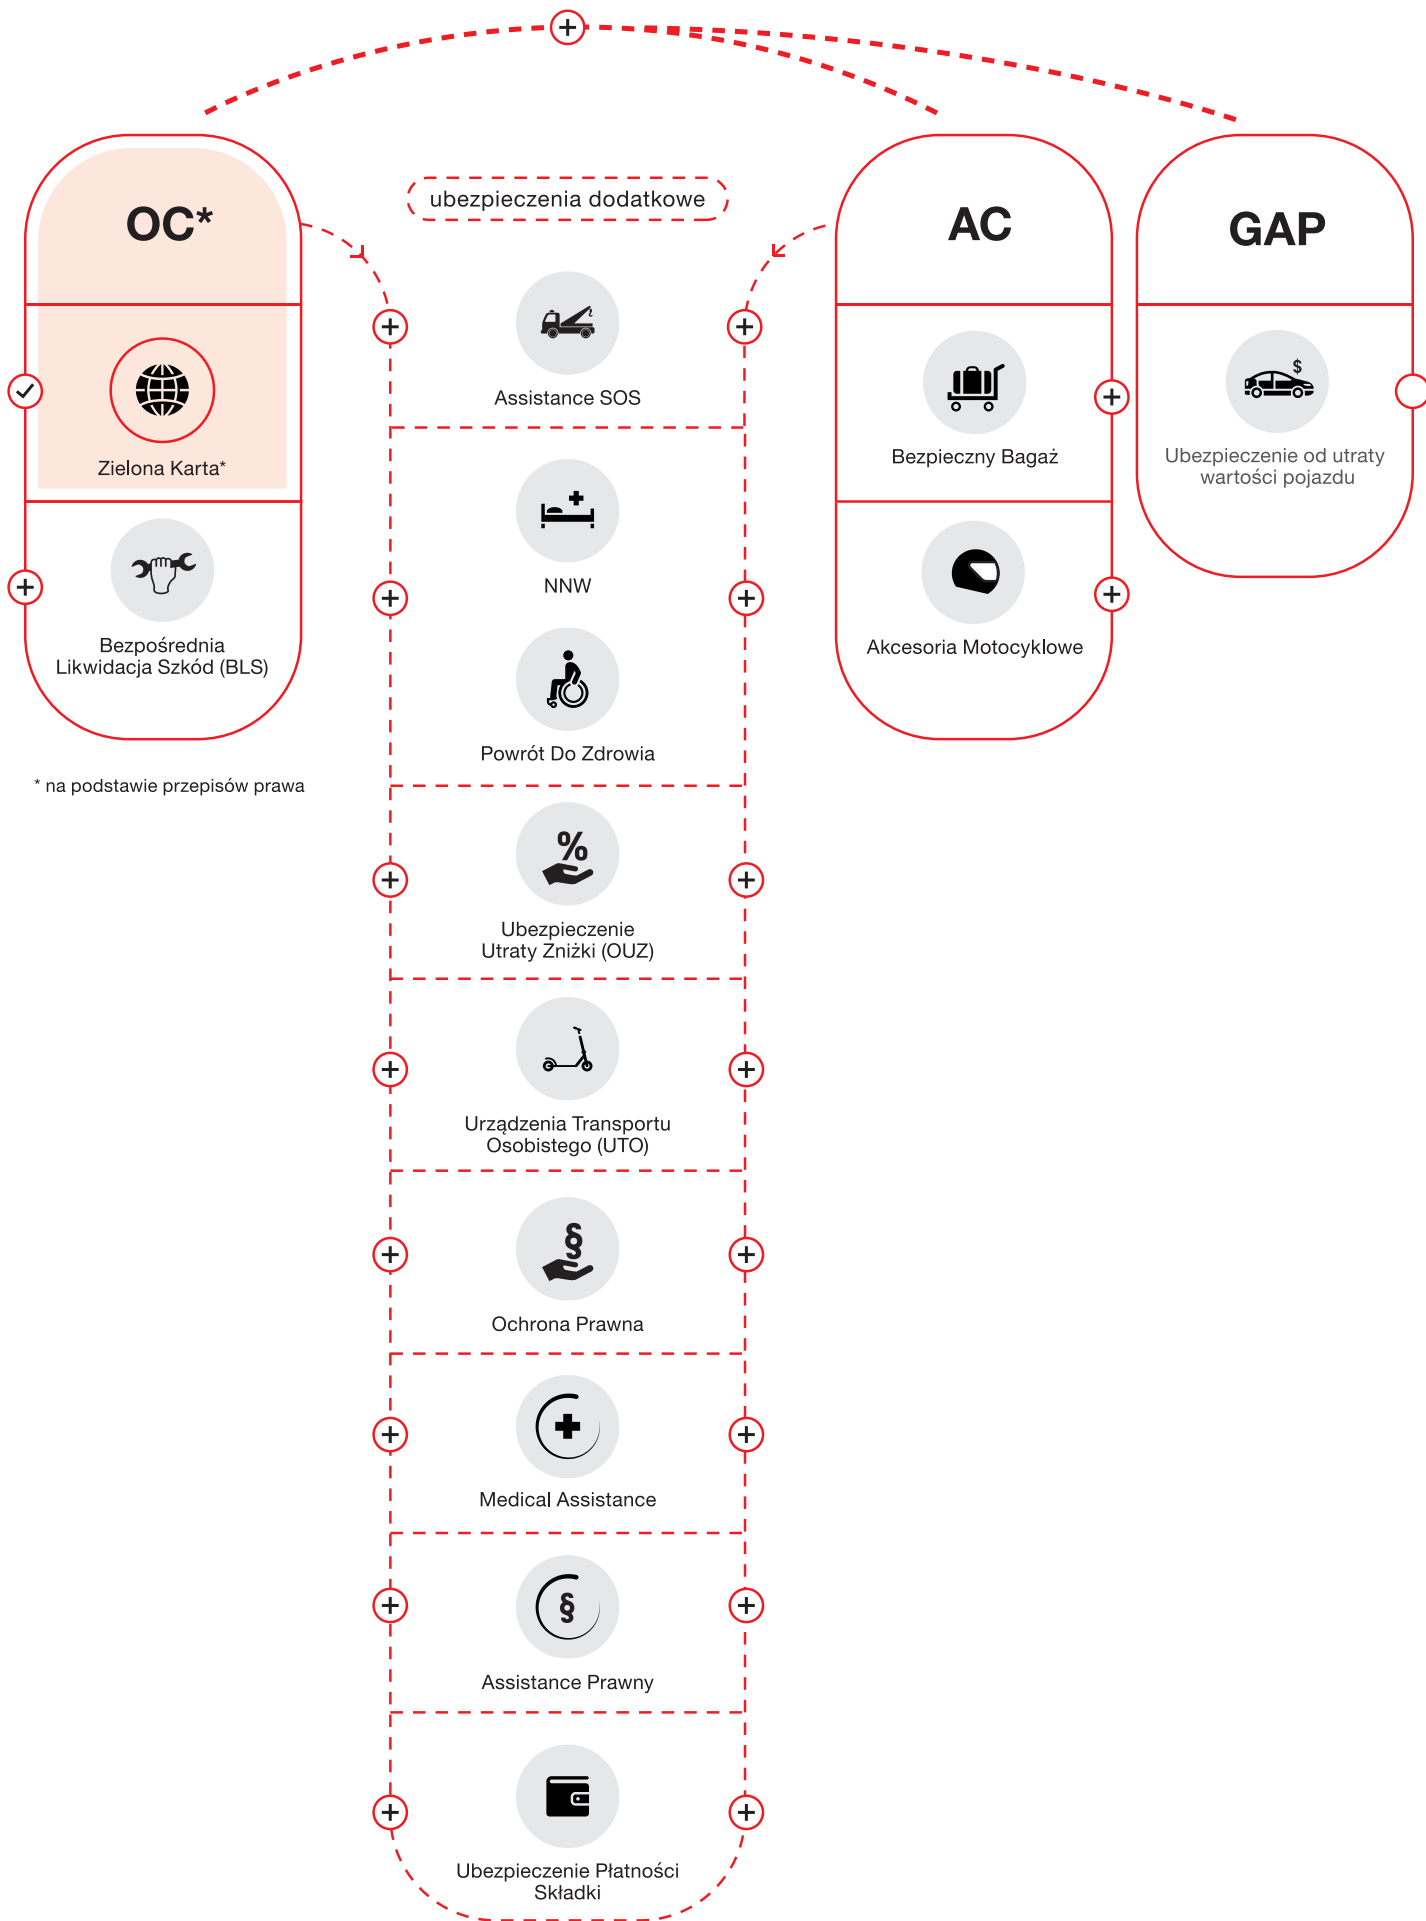 OC*
Zielona Karta*
Bezpośrednia
Likwidacja Szkód (BLS)
* na podstawie przepisów prawa
ubezpieczenia dodatkowe
Assistance SOS
NNW
Powrót Do Zdrowia
%
Ubezpieczenie
Utraty Zniżki (OUZ)
Urządzenia Transportu
Osobistego (UTO)
§
Ochrona Prawna
Medical Assistance
§
Assistance Prawny
Ubezpieczenie Płatności
Składki
AC
Bezpieczny Bagaż
Akcesoria Motocyklowe
GAP
$
Ubezpieczenie od utraty
wartości pojazdu